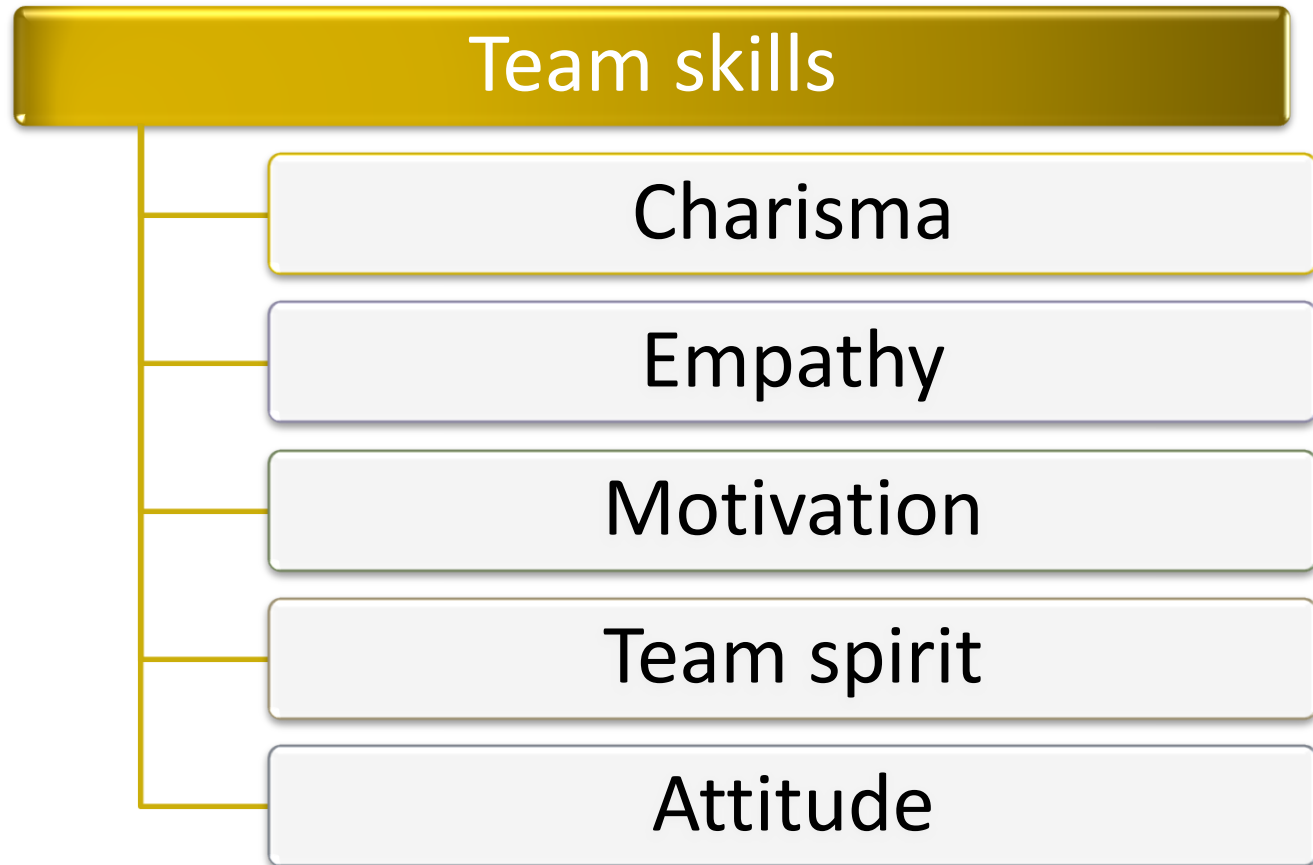 Team skills
Charisma
Empathy
Motivation
Team spirit
Attitude